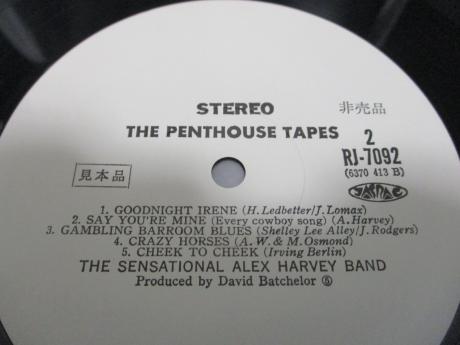 STEREO
非売品
THE PENTHOUSE TAPES
2
RJ-7092
(6370 413 B)
見本品
1. GOODNIGHT IRENE (H. Ledbetter/J. Lomax)
2. SAY YOU'RE MINE (Every cowboy song) (A. Harvey)
3. GAMBLING BARROOM BLUES (Shelley Lee Alley/J. Rodgers)
4. CRAZY HORSES (A. W. & M. Osmond)
5. CHEEK TO CHEEK (Irving Berlin)
THE SENSATIONAL ALEX HARVEY BAND
Produced by David Batchelor ⑤